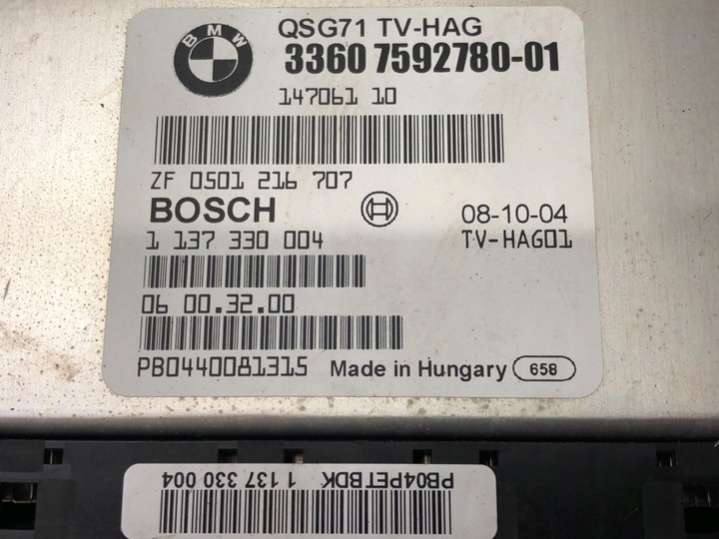 BMW
QSG71 TV-HAG
3360 7592780-01
147061 10
ZF 0501 216 707
BOSCH
08-10-04
1 137 330 004
TV-HAG01
06 00.32.00
PB0440081315
Made in Hungary
658
PB04PETBDK 1 137 330 004